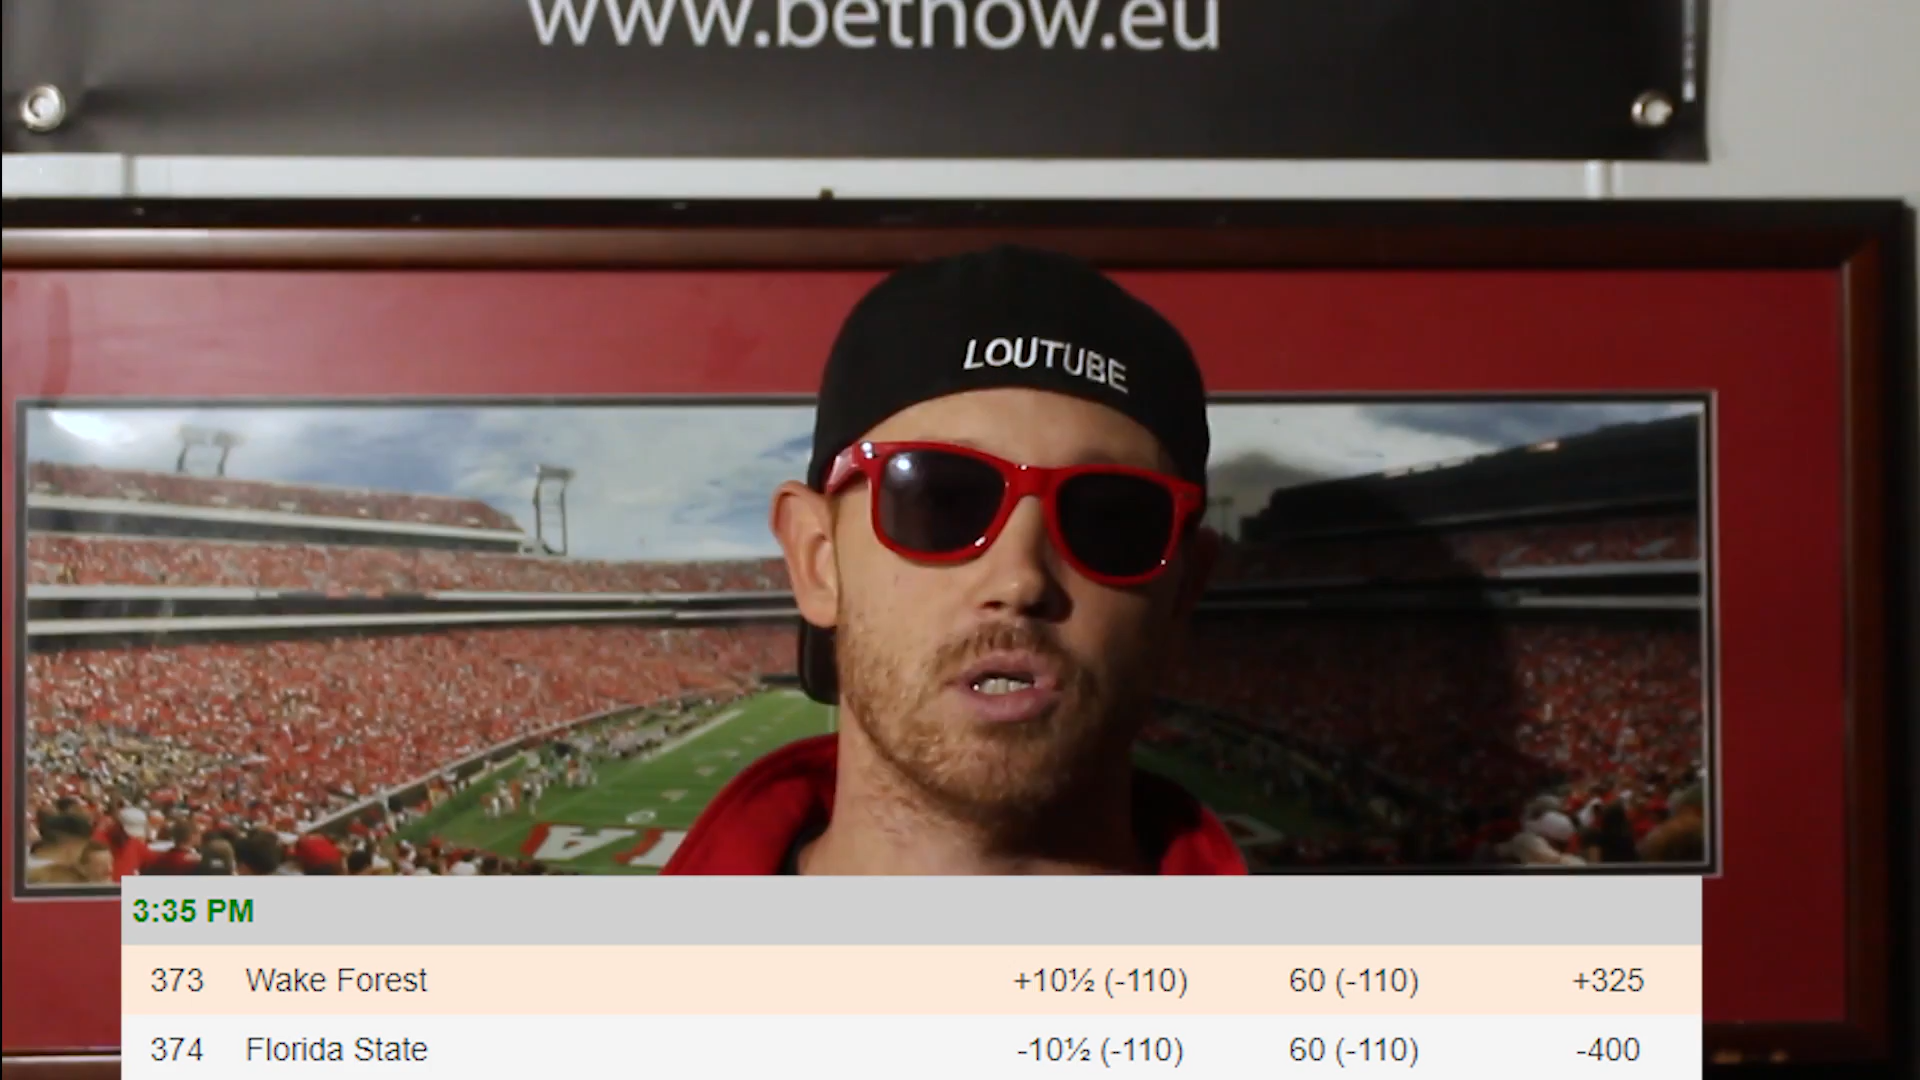 www.betnow.eu
LOUTUBE
3:35 PM
373 Wake Forest +10½ (-110) 60 (-110) +325
374 Florida State -10½ (-110) 60 (-110) -400